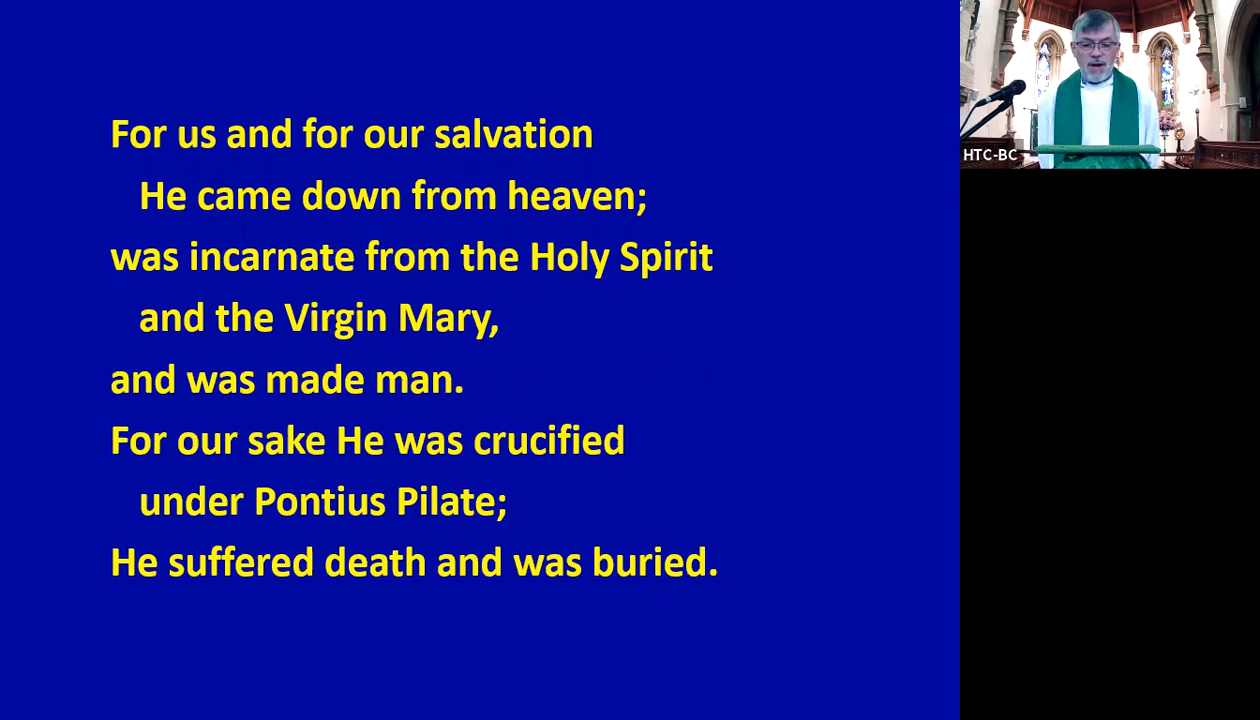 For us and for our salvation
He came down from heaven;
was incarnate from the Holy Spirit
and the Virgin Mary,
and was made man.
For our sake He was crucified
under Pontius Pilate;
He suffered death and was buried.
HTC-BC